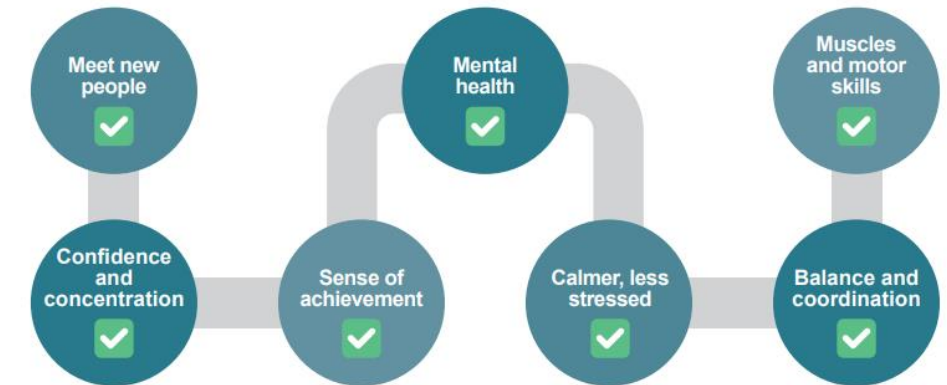 Meet new
people
Confidence
and
concentration
Sense of
achievement
Mental
health
Calmer, less
stressed
Balance and
coordination
Muscles
and motor
skills